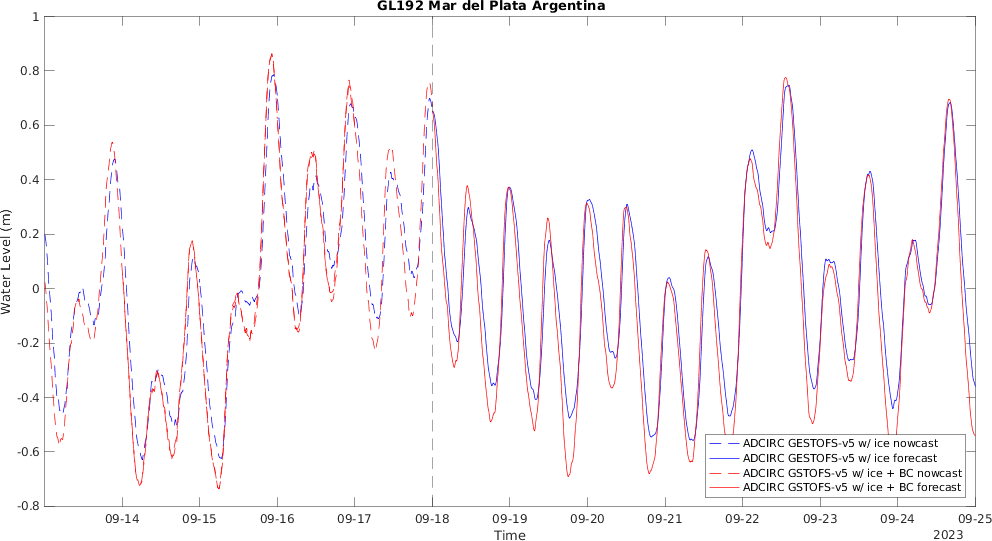 GL192 Mar del Plata Argentina
1
0.8
0.6
0.4
0.2
0
-0.2
-0.4
-0.6
-0.8
Water Level (m)
ADCIRC GESTOFS-v5 w/ ice nowcast
ADCIRC GESTOFS-v5 w/ ice forecast
ADCIRC GSTOFS-v5 w/ ice + BC nowcast
ADCIRC GSTOFS-v5 w/ ice + BC forecast
09-14 09-15 09-16 09-17 09-18 09-19 09-20 09-21 09-22 09-23 09-24 09-25
Time
2023